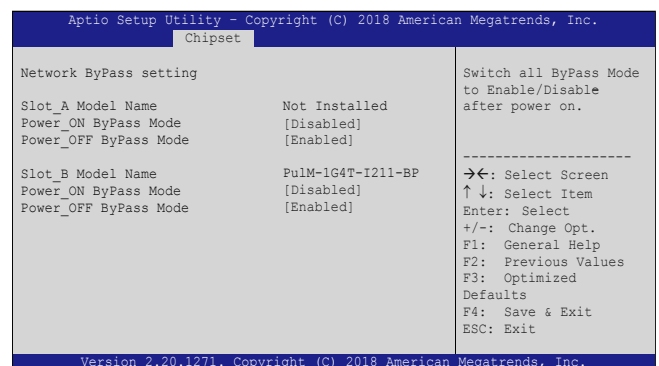 Aptio Setup Utility – Copyright (C) 2018 American Megatrends, Inc.
Chipset
Network ByPass setting
Slot_A Model Name Not Installed
Power_ON ByPass Mode [Disabled]
Power_OFF ByPass Mode [Enabled]
Slot_B Model Name PulM-1G4T-I211-BP
Power_ON ByPass Mode [Disabled]
Power_OFF ByPass Mode [Enabled]
Switch all ByPass Mode
to Enable/Disable
after power on.
---------------------
→←: Select Screen
↑ ↓: Select Item
Enter: Select
+/-: Change Opt.
F1: General Help
F2: Previous Values
F3: Optimized
Defaults
F4: Save & Exit
ESC: Exit
Version 2.20.1271. Copyright (C) 2018 American Megatrends, Inc.